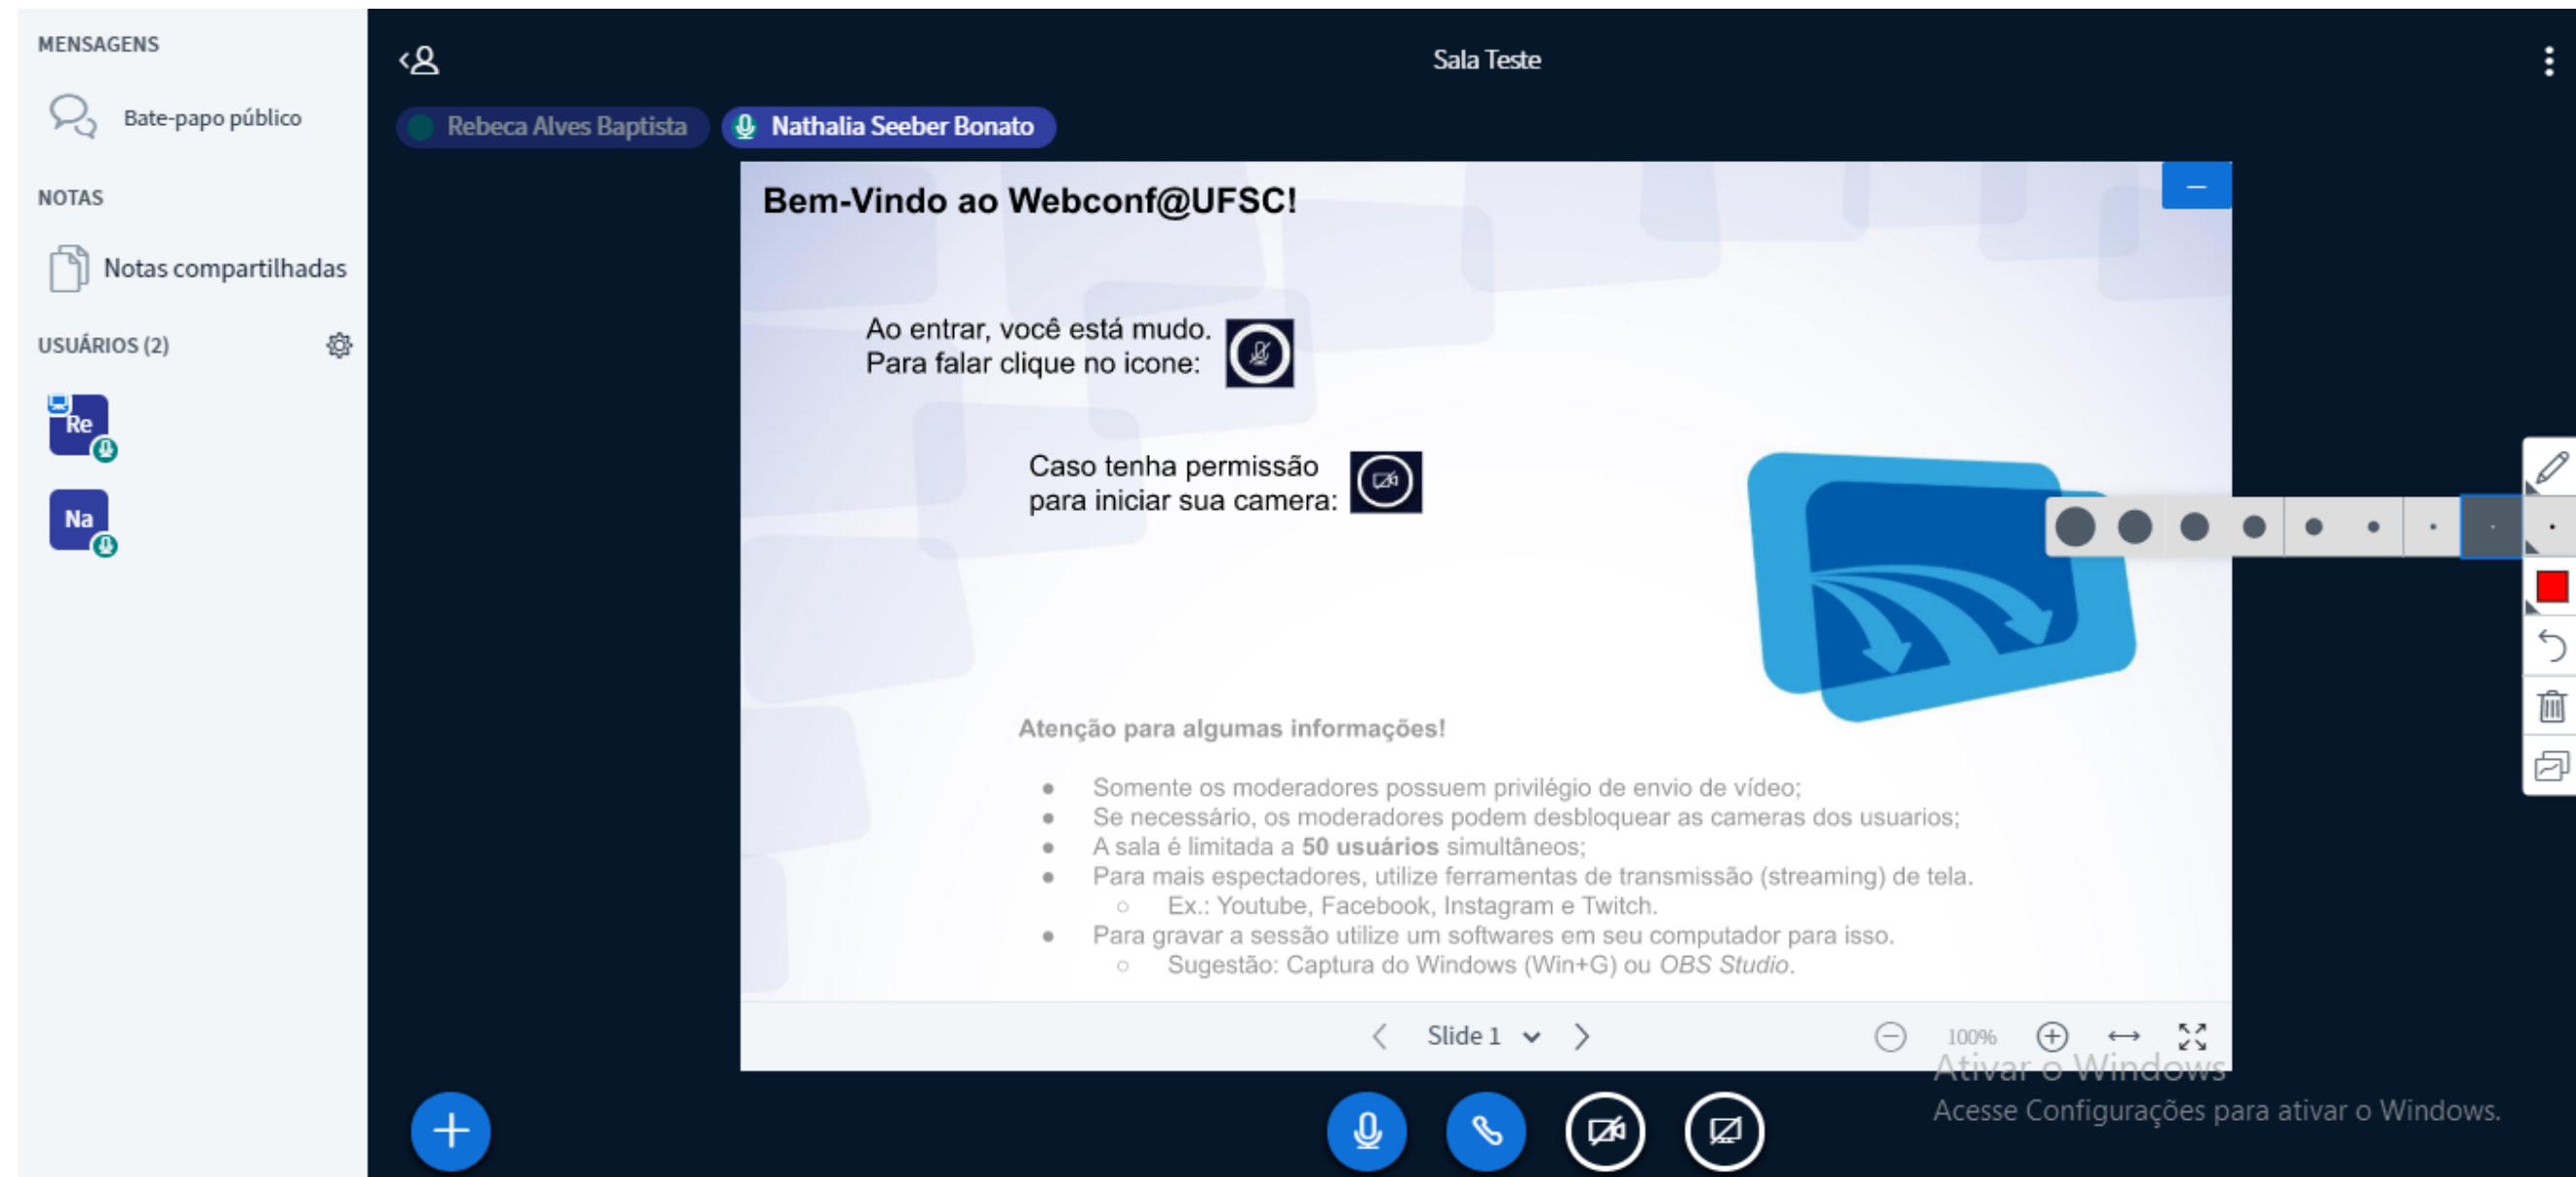 MENSAGENS
Bate-papo público
NOTAS
Notas compartilhadas
USUÁRIOS (2)
Re
Na
Sala Teste
Rebeca Alves Baptista
Nathalia Seeber Bonato
Bem-Vindo ao Webconf@UFSC!
Ao entrar, você está mudo.
Para falar clique no icone:
Caso tenha permissão
para iniciar sua camera:
Atenção para algumas informações!
● Somente os moderadores possuem privilégio de envio de vídeo;
● Se necessário, os moderadores podem desbloquear as cameras dos usuarios;
● A sala é limitada a 50 usuários simultâneos;
● Para mais espectadores, utilize ferramentas de transmissão (streaming) de tela.
○ Ex.: Youtube, Facebook, Instagram e Twitch.
● Para gravar a sessão utilize um softwares em seu computador para isso.
○ Sugestão: Captura do Windows (Win+G) ou OBS Studio.
Slide 1
100%
Ativar o Windows
Acesse Configurações para ativar o Windows.